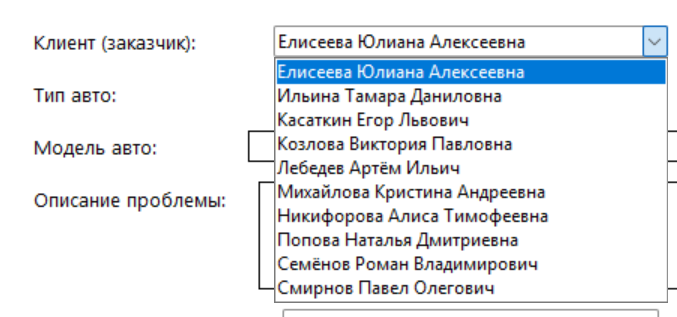 Клиент (заказчик): Елисеева Юлиана Алексеевна
Елисеева Юлиана Алексеевна
Тип авто: Ильина Тамара Даниловна
Касаткин Егор Львович
Модель авто: Козлова Виктория Павловна
Лебедев Артём Ильич
Описание проблемы: Михайлова Кристина Андреевна
Никифорова Алиса Тимофеевна
Попова Наталья Дмитриевна
Семёнов Роман Владимирович
Смирнов Павел Олегович